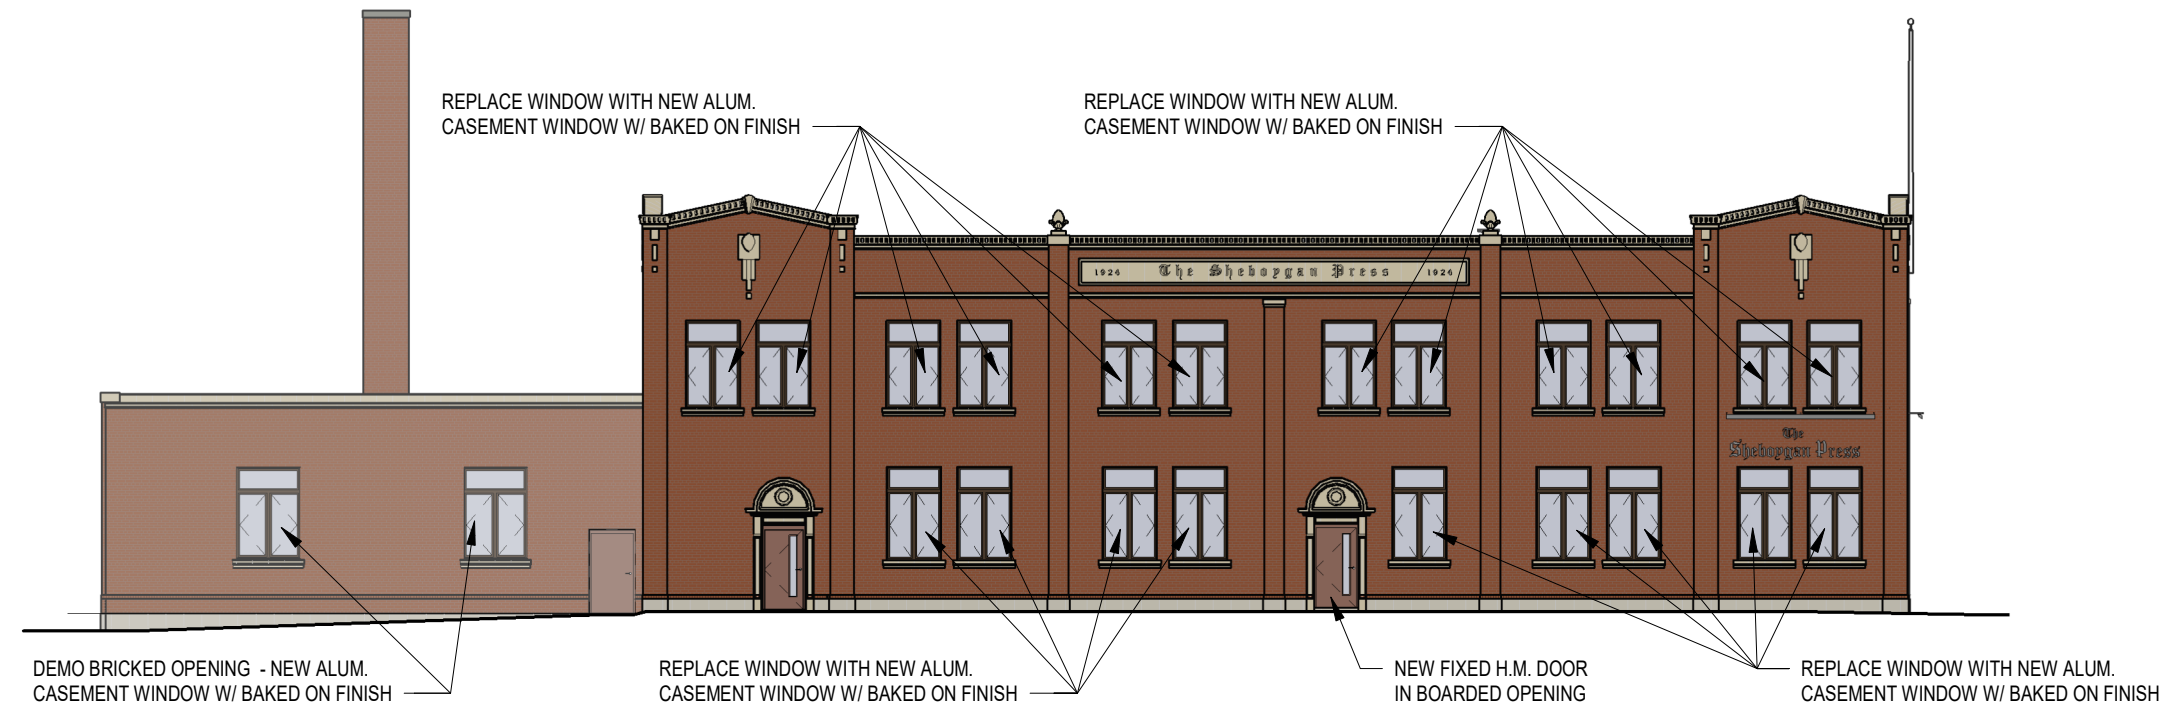 REPLACE WINDOW WITH NEW ALUM.
CASEMENT WINDOW W/ BAKED ON FINISH
REPLACE WINDOW WITH NEW ALUM.
CASEMENT WINDOW W/ BAKED ON FINISH
1924 The Sheboygan Press 1924
The
Sheboygan Press
DEMO BRICKED OPENING - NEW ALUM.
CASEMENT WINDOW W/ BAKED ON FINISH
REPLACE WINDOW WITH NEW ALUM.
CASEMENT WINDOW W/ BAKED ON FINISH
NEW FIXED H.M. DOOR
IN BOARDED OPENING
REPLACE WINDOW WITH NEW ALUM.
CASEMENT WINDOW W/ BAKED ON FINISH